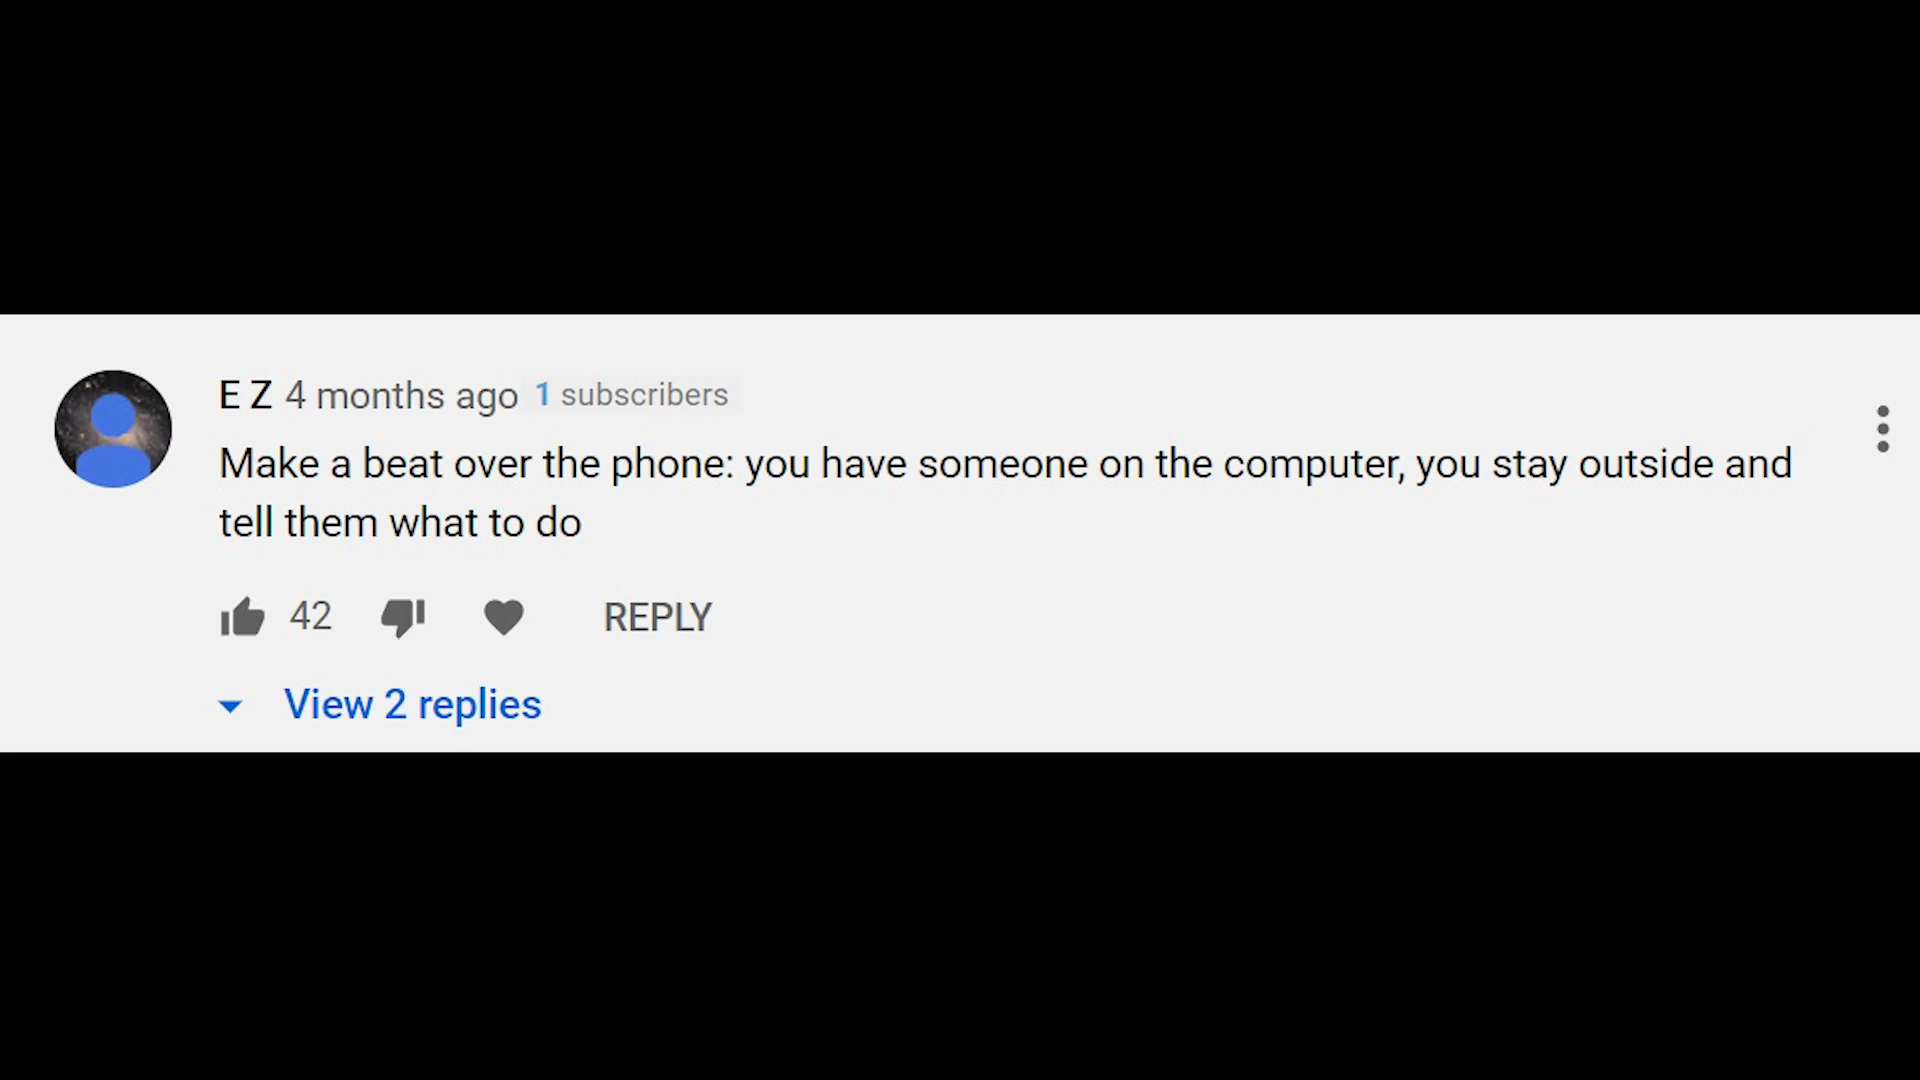 E Z 4 months ago 1 subscribers
Make a beat over the phone: you have someone on the computer, you stay outside and
tell them what to do
42 REPLY
View 2 replies